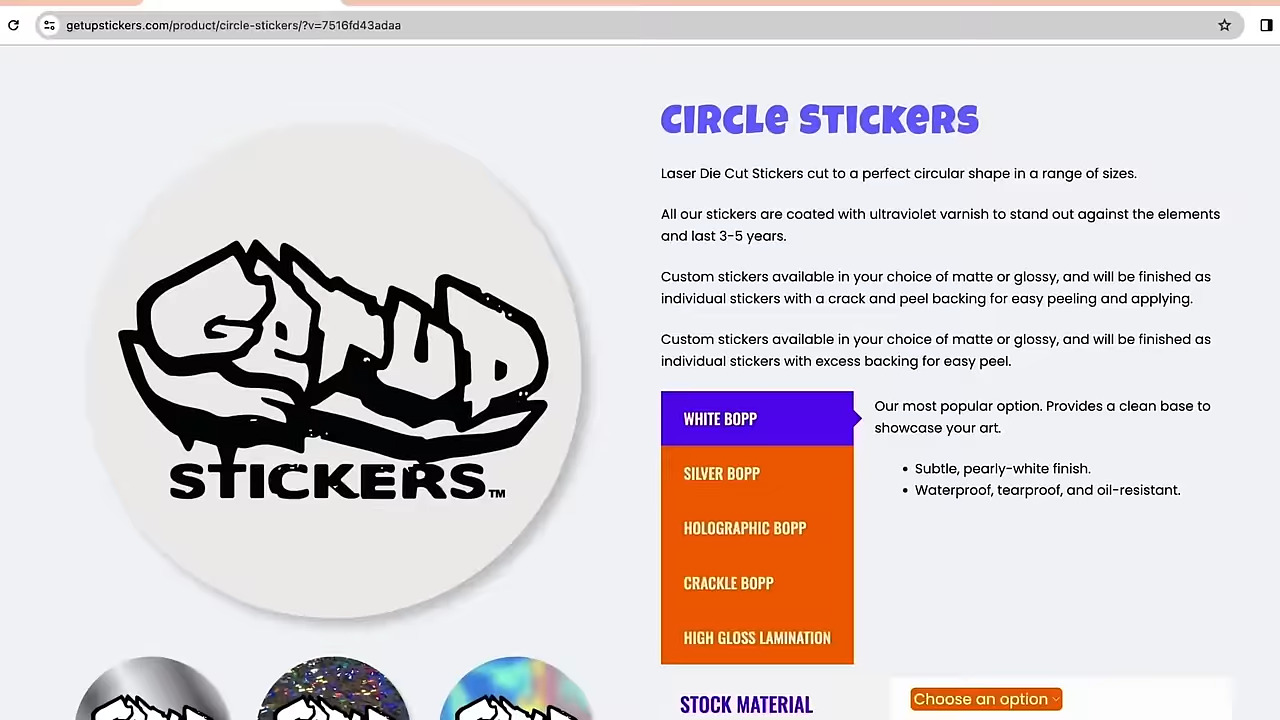 getupstickers.com/product/circle-stickers/?v=7516fd43adaa
GETUP
STICKERS™
CIRCLE STICKERS
Laser Die Cut Stickers cut to a perfect circular shape in a range of sizes.
All our stickers are coated with ultraviolet varnish to stand out against the elements
and last 3-5 years.
Custom stickers available in your choice of matte or glossy, and will be finished as
individual stickers with a crack and peel backing for easy peeling and applying.
Custom stickers available in your choice of matte or glossy, and will be finished as
individual stickers with excess backing for easy peel.
WHITE BOPP
SILVER BOPP
HOLOGRAPHIC BOPP
CRACKLE BOPP
HIGH GLOSS LAMINATION
Our most popular option. Provides a clean base to
showcase your art.
• Subtle, pearly-white finish.
• Waterproof, tearproof, and oil-resistant.
STOCK MATERIAL
Choose an option